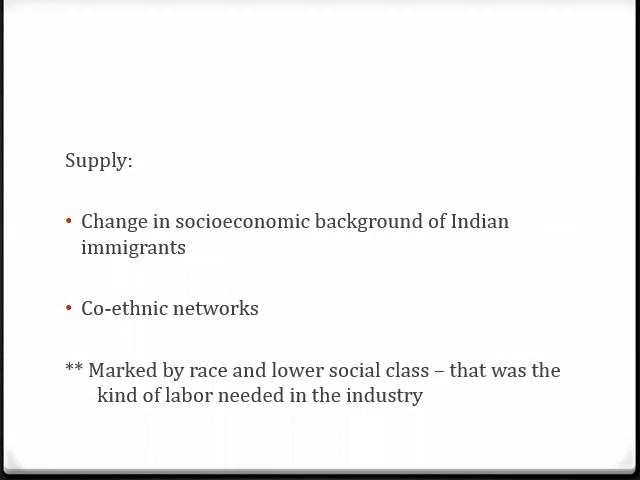 Supply:
• Change in socioeconomic background of Indian
immigrants
• Co-ethnic networks
** Marked by race and lower social class – that was the
kind of labor needed in the industry